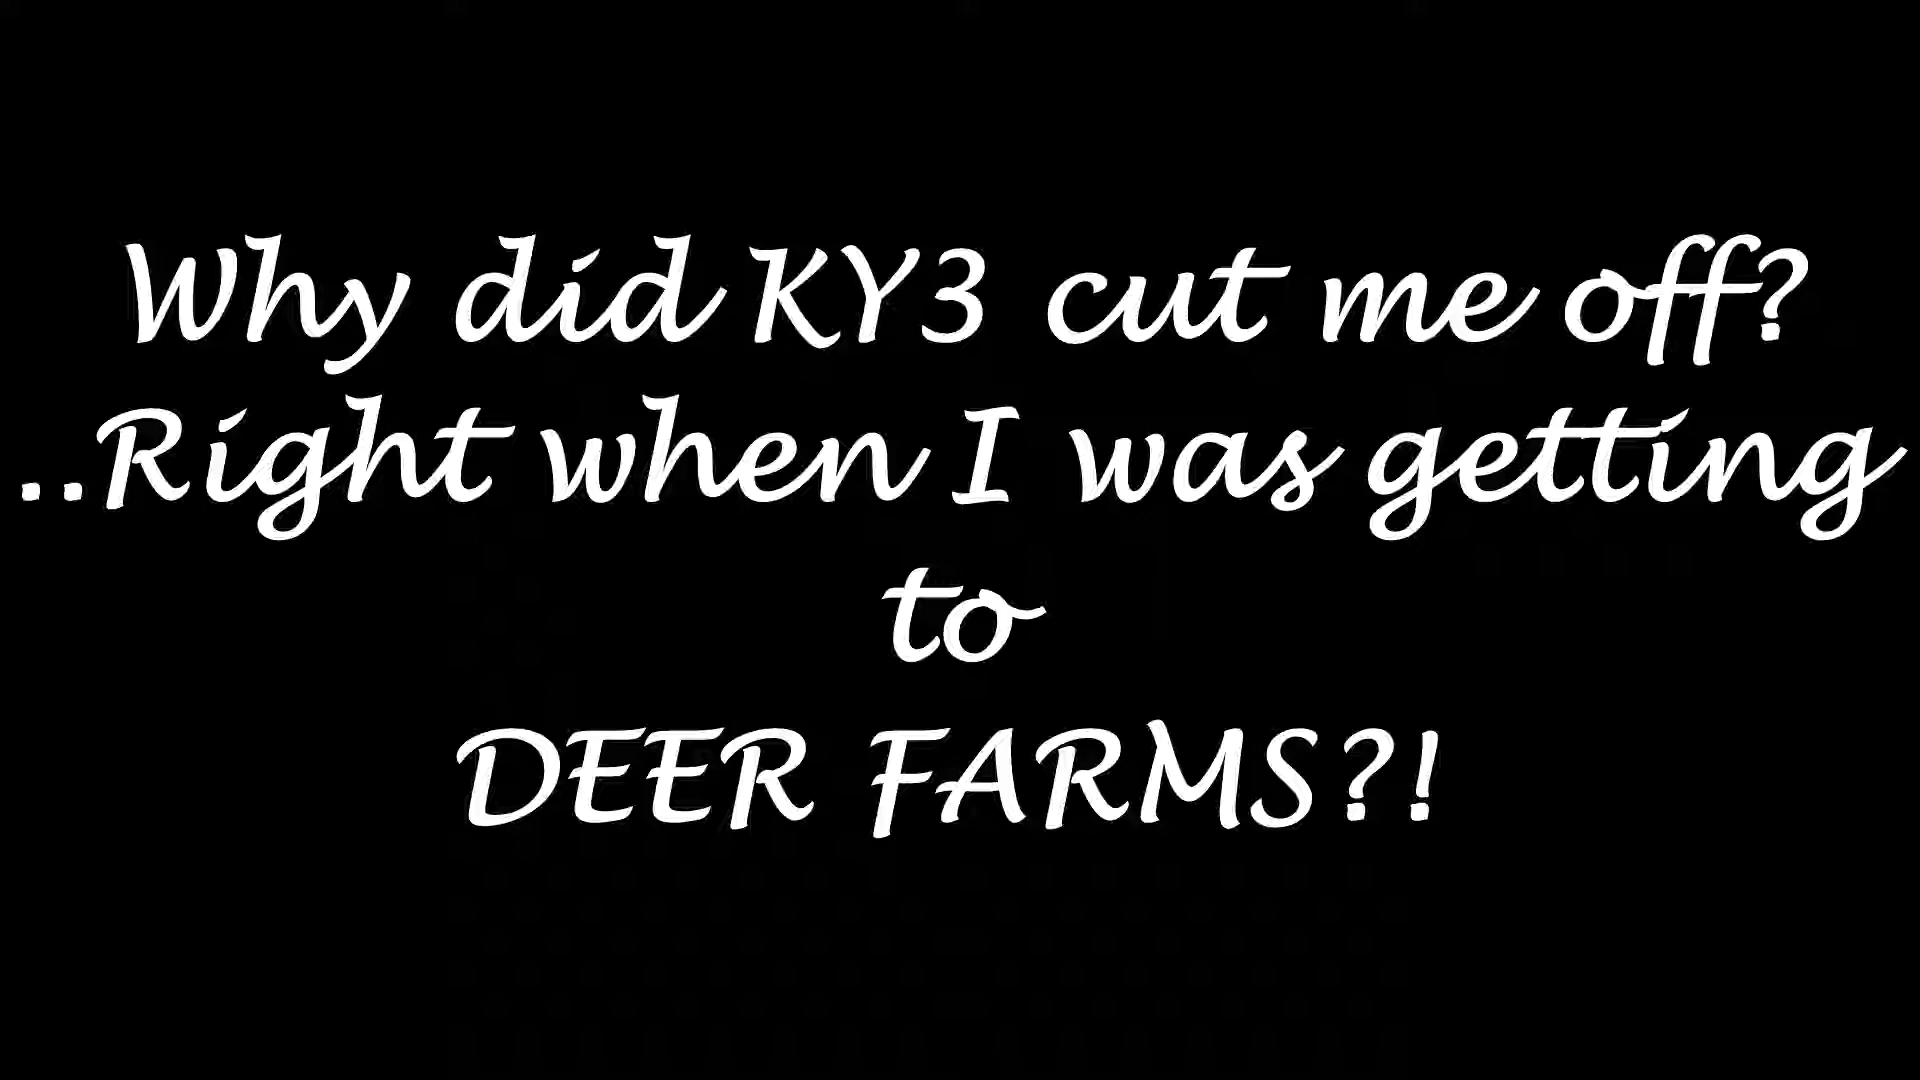 Why did KY3 cut me off?
..Right when I was getting
to
DEER FARMS?!